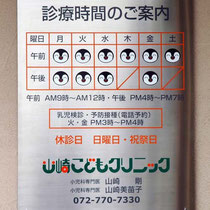 診療時間のご案内
曜日 月 火 水 木 金 土
午前
午後
午前 AM9時〜AM12時・午後 PM4時〜PM7時
乳児検診・予防接種(電話予約)
火・金 PM3時〜PM4時
休診日 日曜日・祝祭日
山崎こどもクリニック
小児科専門医 山崎 剛
小児科専門医 山崎美苗子
072-770-7330